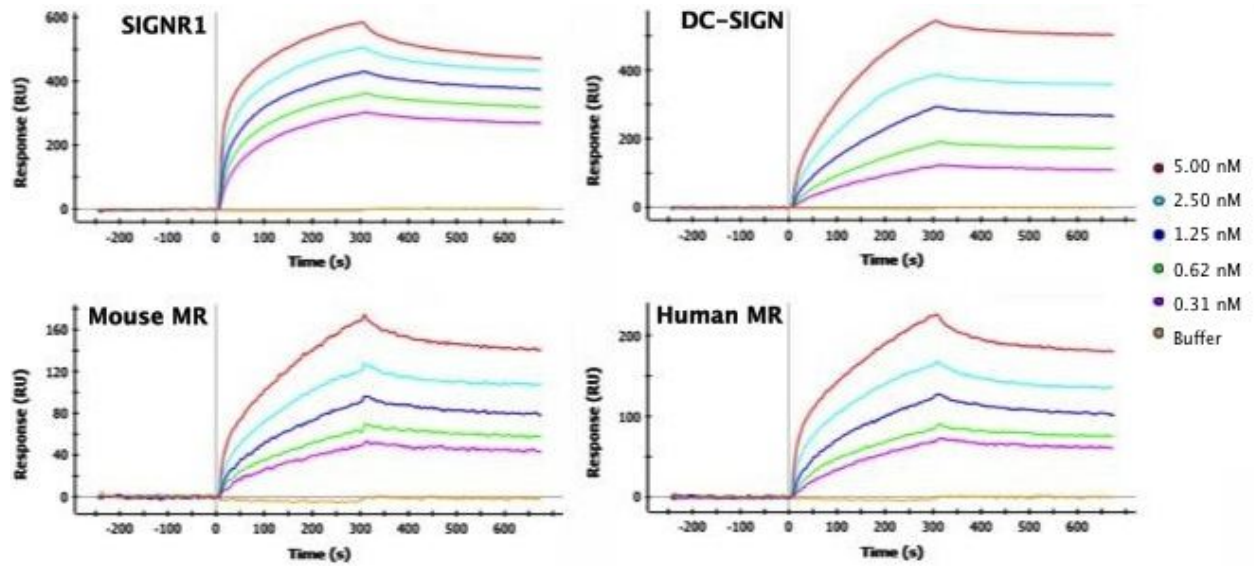 SIGNR1
Response (RU)
600
400
200
0
-200 -100 0 100 200 300 400 500 600
Time (s)
DC-SIGN
Response (RU)
400
200
0
-200 -100 0 100 200 300 400 500 600
Time (s)
Mouse MR
Response (RU)
160
120
80
40
0
-200 -100 0 100 200 300 400 500 600
Time (s)
Human MR
Response (RU)
200
100
0
-200 -100 0 100 200 300 400 500 600
Time (s)
5.00 nM
2.50 nM
1.25 nM
0.62 nM
0.31 nM
Buffer